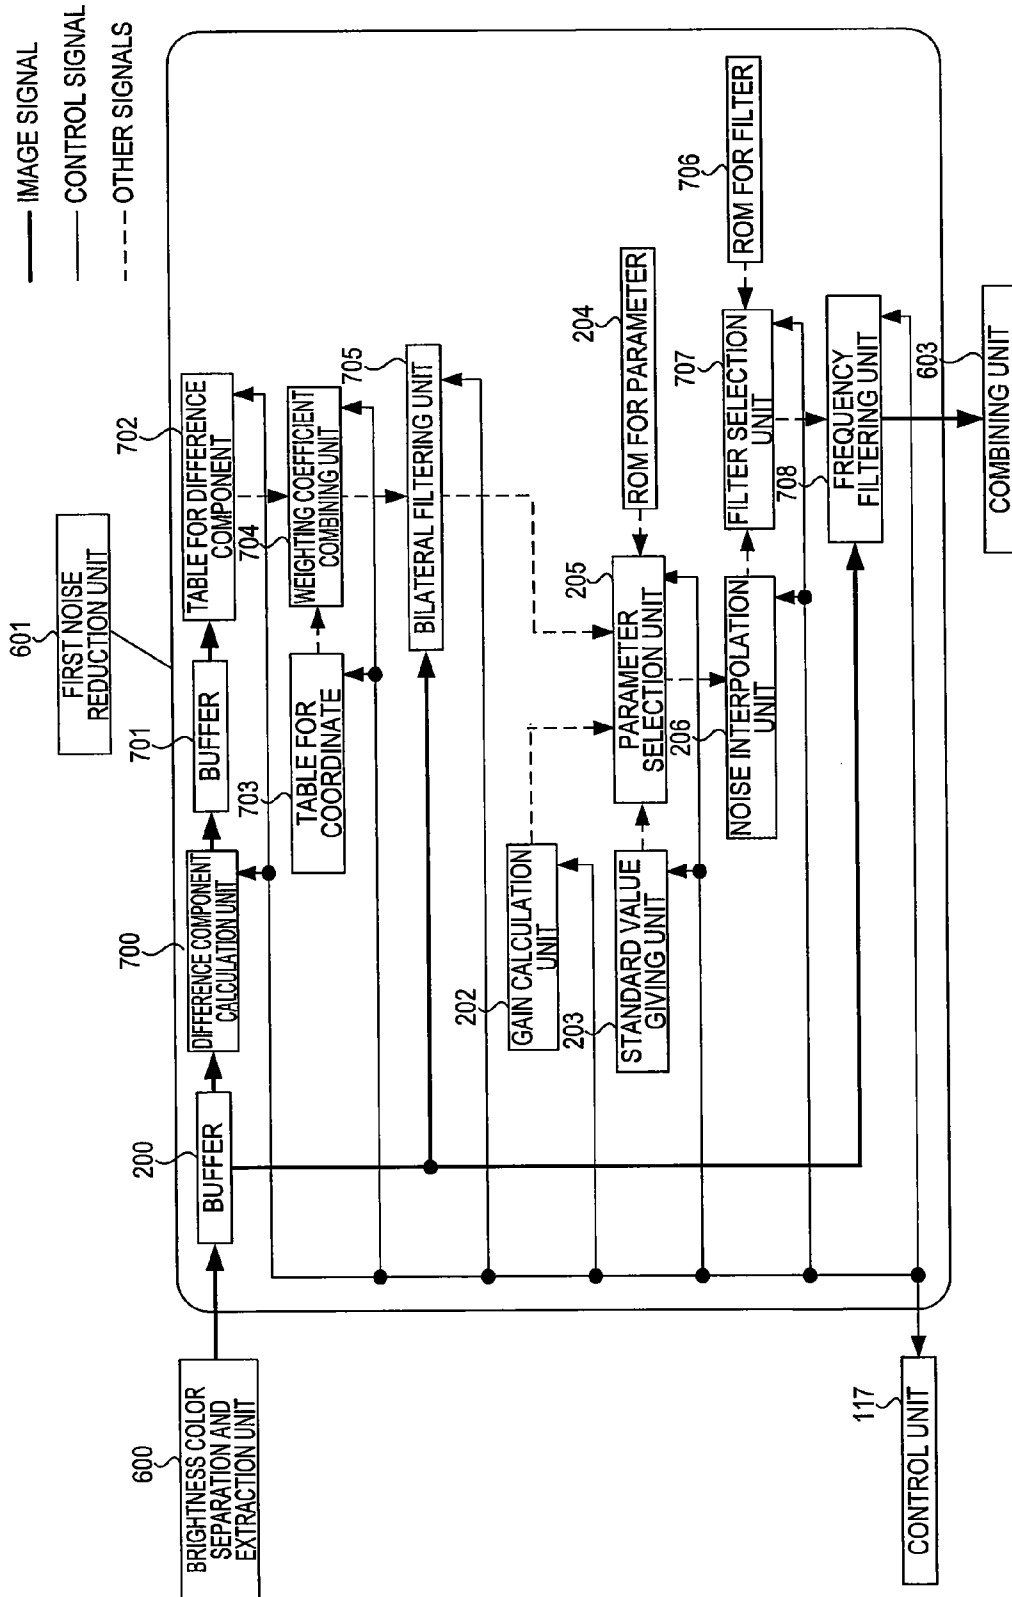 IMAGE SIGNAL
CONTROL SIGNAL
OTHER SIGNALS
601
FIRST NOISE
REDUCTION UNIT
600
BRIGHTNESS COLOR
SEPARATION AND
EXTRACTION UNIT
200
BUFFER
700
DIFFERENCE COMPONENT
CALCULATION UNIT
701
BUFFER
702
TABLE FOR DIFFERENCE
COMPONENT
703
TABLE FOR
COORDINATE
704
WEIGHTING COEFFICIENT
COMBINING UNIT
705
BILATERAL FILTERING UNIT
202
GAIN CALCULATION
UNIT
203
STANDARD VALUE
GIVING UNIT
204
ROM FOR PARAMETER
205
PARAMETER
SELECTION UNIT
206
NOISE INTERPOLATION
UNIT
706
ROM FOR FILTER
707
FILTER SELECTION
UNIT
708
FREQUENCY
FILTERING UNIT
117
CONTROL UNIT
603
COMBINING UNIT